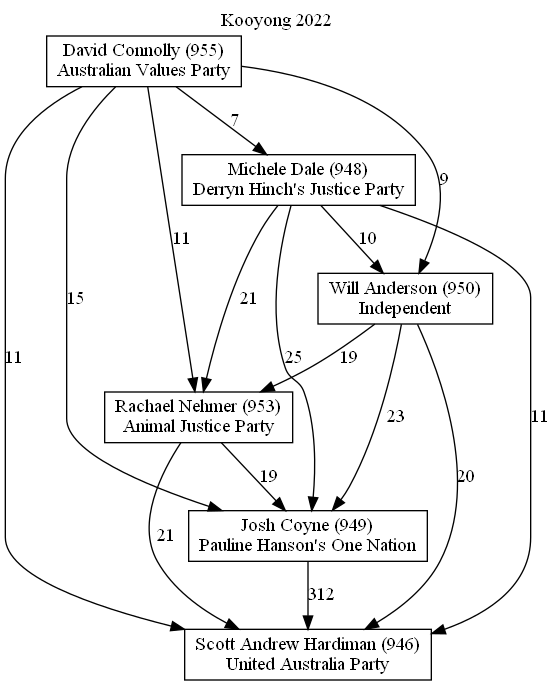 Kooyong 2022
David Connolly (955)
Australian Values Party
7
Michele Dale (948)
Derryn Hinch's Justice Party
9
11
10
Will Anderson (950)
Independent
15
21
11
25
19
23
11
20
Rachael Nehmer (953)
Animal Justice Party
19
21
Josh Coyne (949)
Pauline Hanson's One Nation
312
Scott Andrew Hardiman (946)
United Australia Party